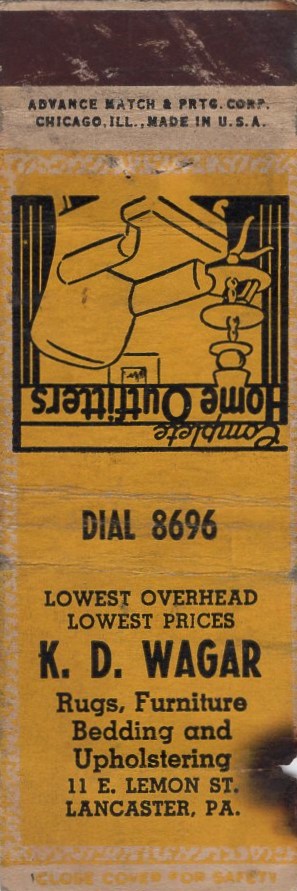 ADVANCE MATCH & PRTG. CORP.
CHICAGO, ILL., MADE IN U.S.A.
Complete
Home Outfitters
DIAL 8696
LOWEST OVERHEAD
LOWEST PRICES
K. D. WAGAR
Rugs, Furniture
Bedding and
Upholstering
11 E. LEMON ST.
LANCASTER, PA.
CLOSE COVER FOR SAFETY